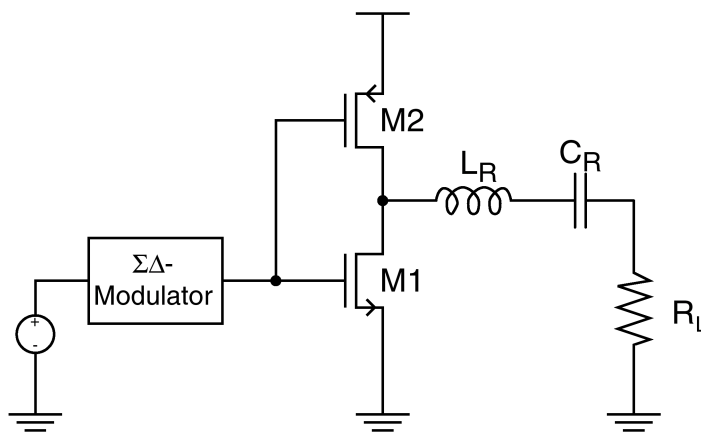 M2
L_R
C_R
ΣΔ-
Modulator
M1
R_L
+
-